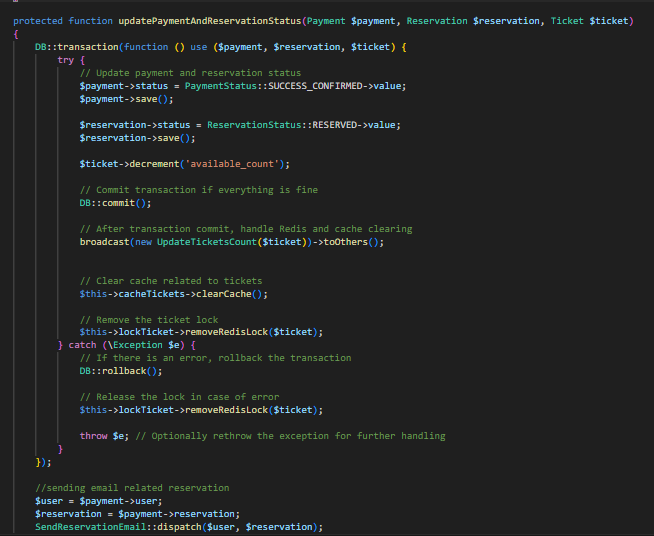 protected function updatePaymentAndReservationStatus(Payment $payment, Reservation $reservation, Ticket $ticket)
{
    DB::transaction(function () use ($payment, $reservation, $ticket) {
        try {
            // Update payment and reservation status
            $payment->status = PaymentStatus::SUCCESS_CONFIRMED->value;
            $payment->save();

            $reservation->status = ReservationStatus::RESERVED->value;
            $reservation->save();

            $ticket->decrement('available_count');

            // Commit transaction if everything is fine
            DB::commit();

            // After transaction commit, handle Redis and cache clearing
            broadcast(new UpdateTicketsCount($ticket))->toOthers();


            // Clear cache related to tickets
            $this->cacheTickets->clearCache();

            // Remove the ticket lock
            $this->lockTicket->removeRedisLock($ticket);
        } catch (\Exception $e) {
            // If there is an error, rollback the transaction
            DB::rollback();

            // Release the lock in case of error
            $this->lockTicket->removeRedisLock($ticket);

            throw $e; // Optionally rethrow the exception for further handling
        }
    });

    //sending email related reservation
    $user = $payment->user;
    $reservation = $payment->reservation;
    SendReservationEmail::dispatch($user, $reservation);